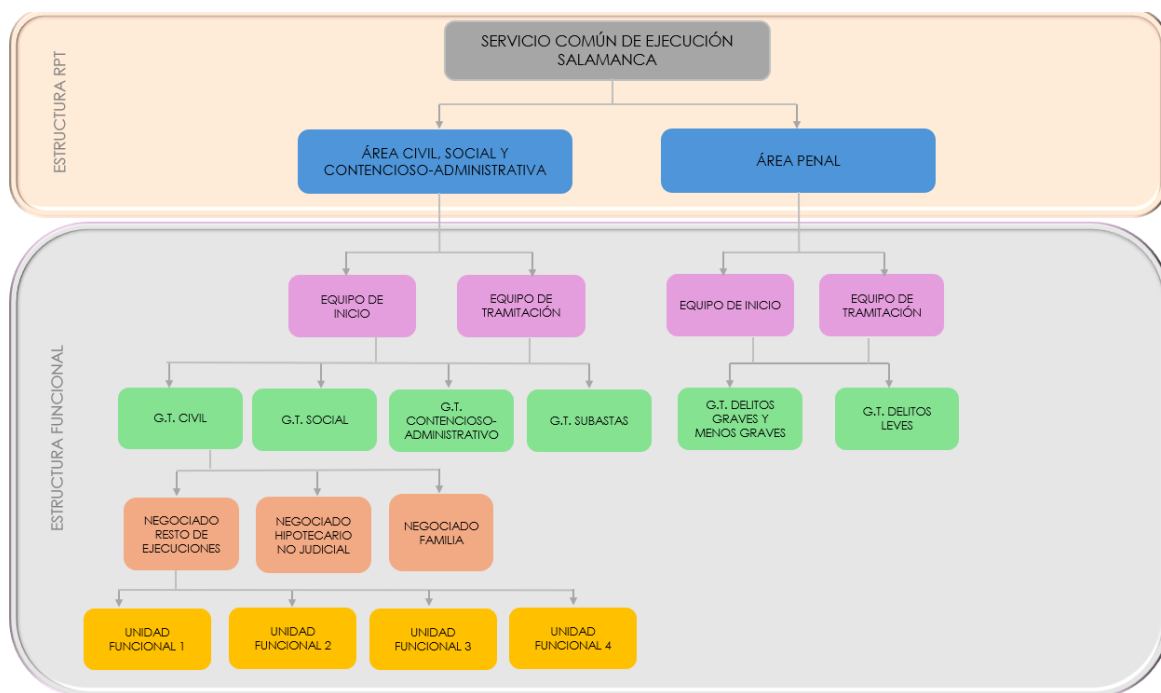 ESTRUCTURA RPT
SERVICIO COMÚN DE EJECUCIÓN
SALAMANCA
ÁREA CIVIL, SOCIAL Y
CONTENCIOSO-ADMINISTRATIVA
ÁREA PENAL
ESTRUCTURA FUNCIONAL
EQUIPO DE
INICIO
EQUIPO DE
TRAMITACIÓN
EQUIPO DE INICIO
EQUIPO DE
TRAMITACIÓN
G.T. CIVIL
G.T. SOCIAL
G.T.
CONTENCIOSO-
ADMINISTRATIVO
G.T. SUBASTAS
G.T. DELITOS
GRAVES Y
MENOS GRAVES
G.T. DELITOS
LEVES
NEGOCIADO
RESTO DE
EJECUCIONES
NEGOCIADO
HIPOTECARIO
NO JUDICIAL
NEGOCIADO
FAMILIA
UNIDAD
FUNCIONAL 1
UNIDAD
FUNCIONAL 2
UNIDAD
FUNCIONAL 3
UNIDAD
FUNCIONAL 4